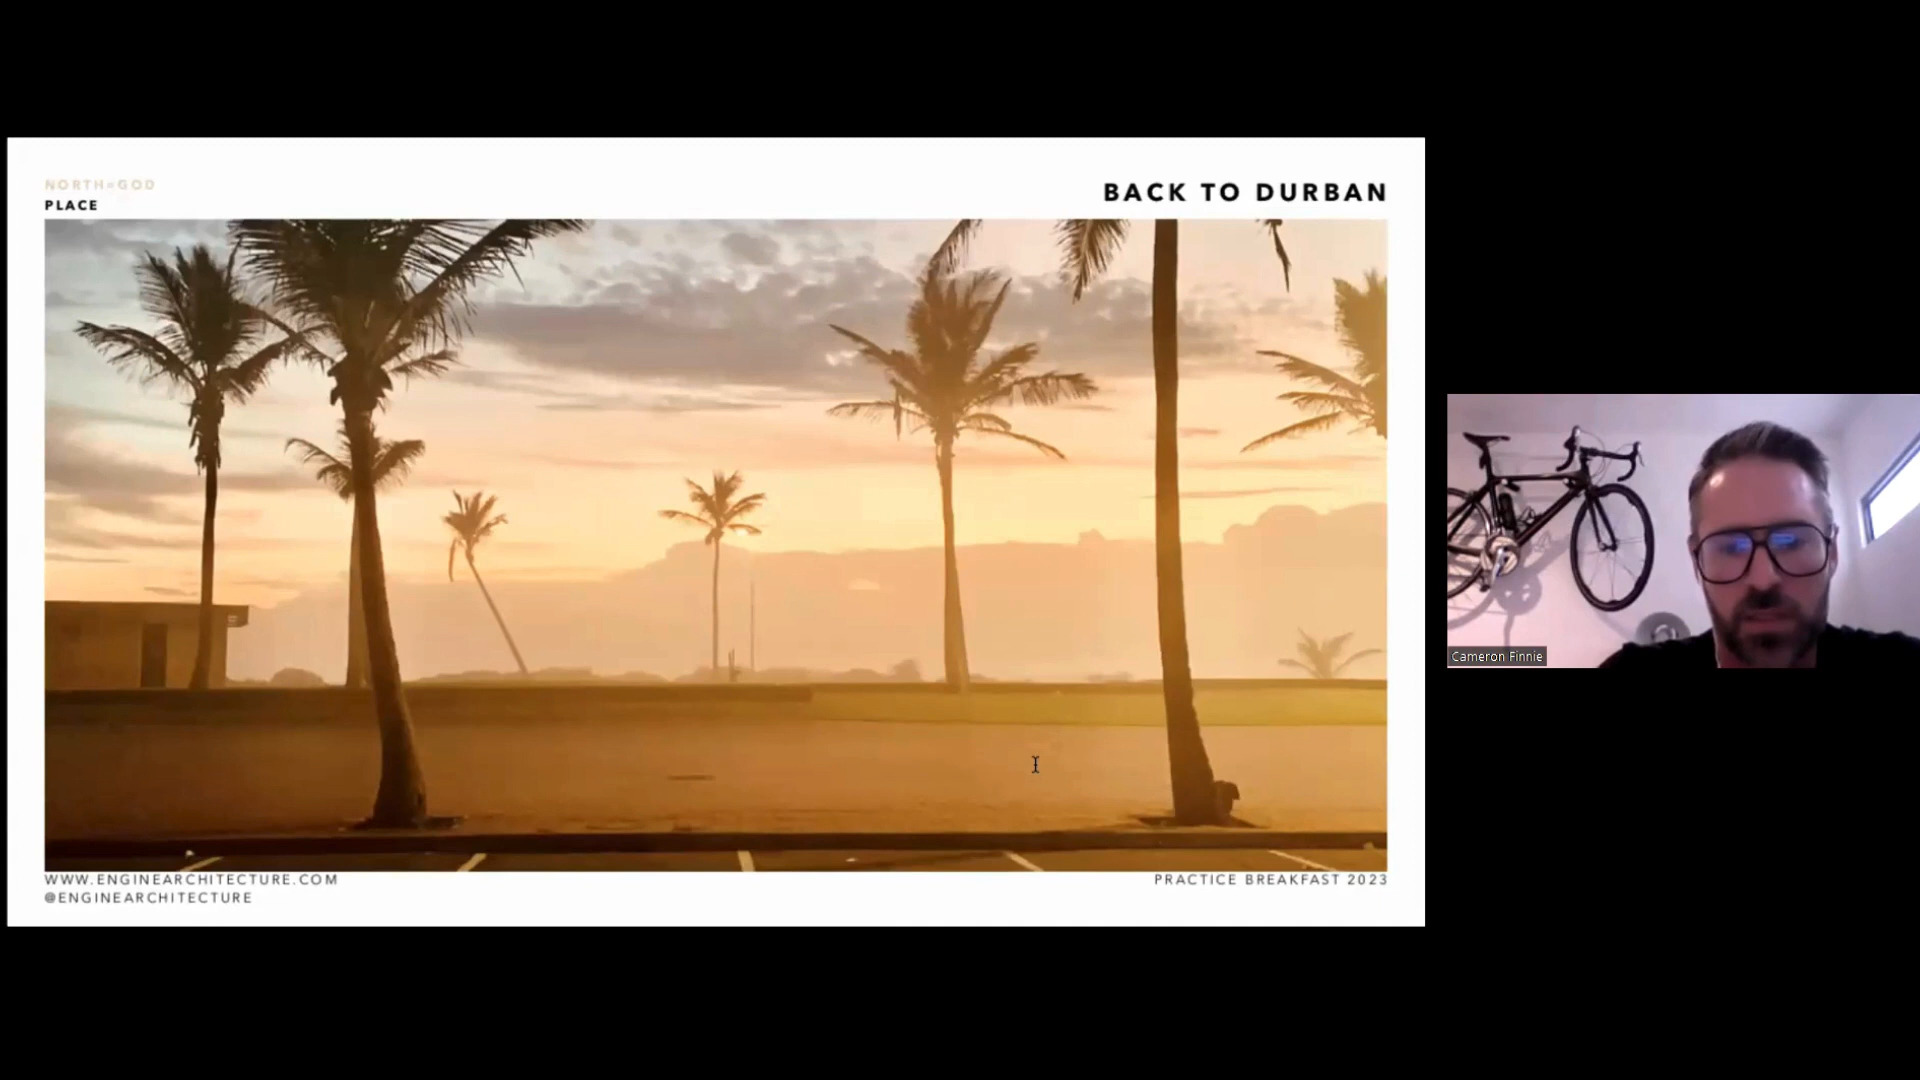 NORTH=GOD
PLACE
BACK TO DURBAN
WWW.ENGINEARCHITECTURE.COM
@ENGINEARCHITECTURE
PRACTICE BREAKFAST 2023
Cameron Finnie